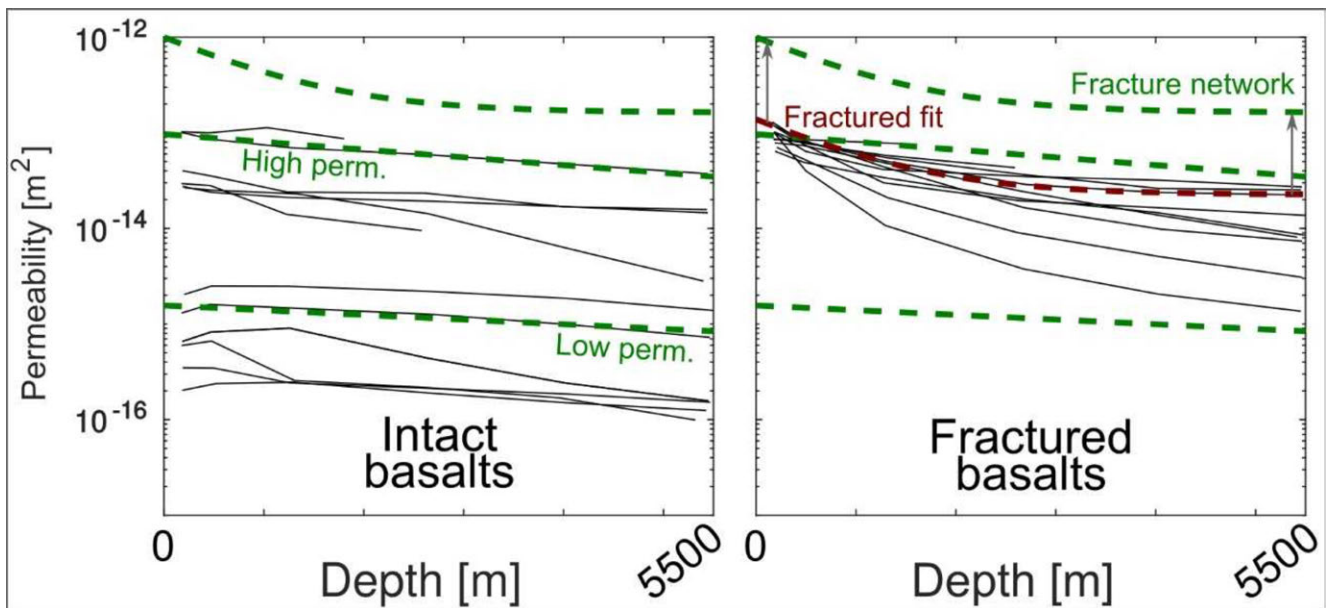 Permeability [m²]
10⁻¹²
10⁻¹⁴
10⁻¹⁶
High perm.
Low perm.
Intact
basalts
0
5500
Depth [m]
Fracture network
Fractured fit
Fractured
basalts
0
5500
Depth [m]